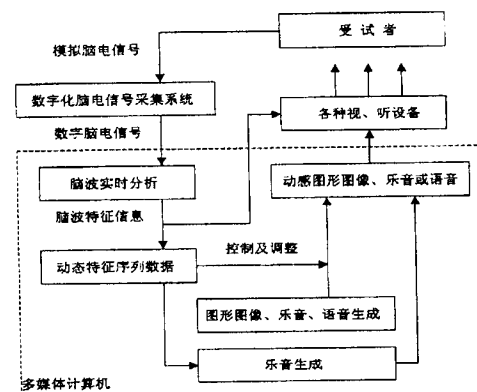 受试者
模拟脑电信号
数字化脑电信号采集系统
各种视、听设备
数字脑电信号
脑波实时分析
动感图形图像、乐音或语音
脑波特征信息
控制及调整
动态特征序列数据
图形图像、乐音、语音生成
乐音生成
多媒体计算机